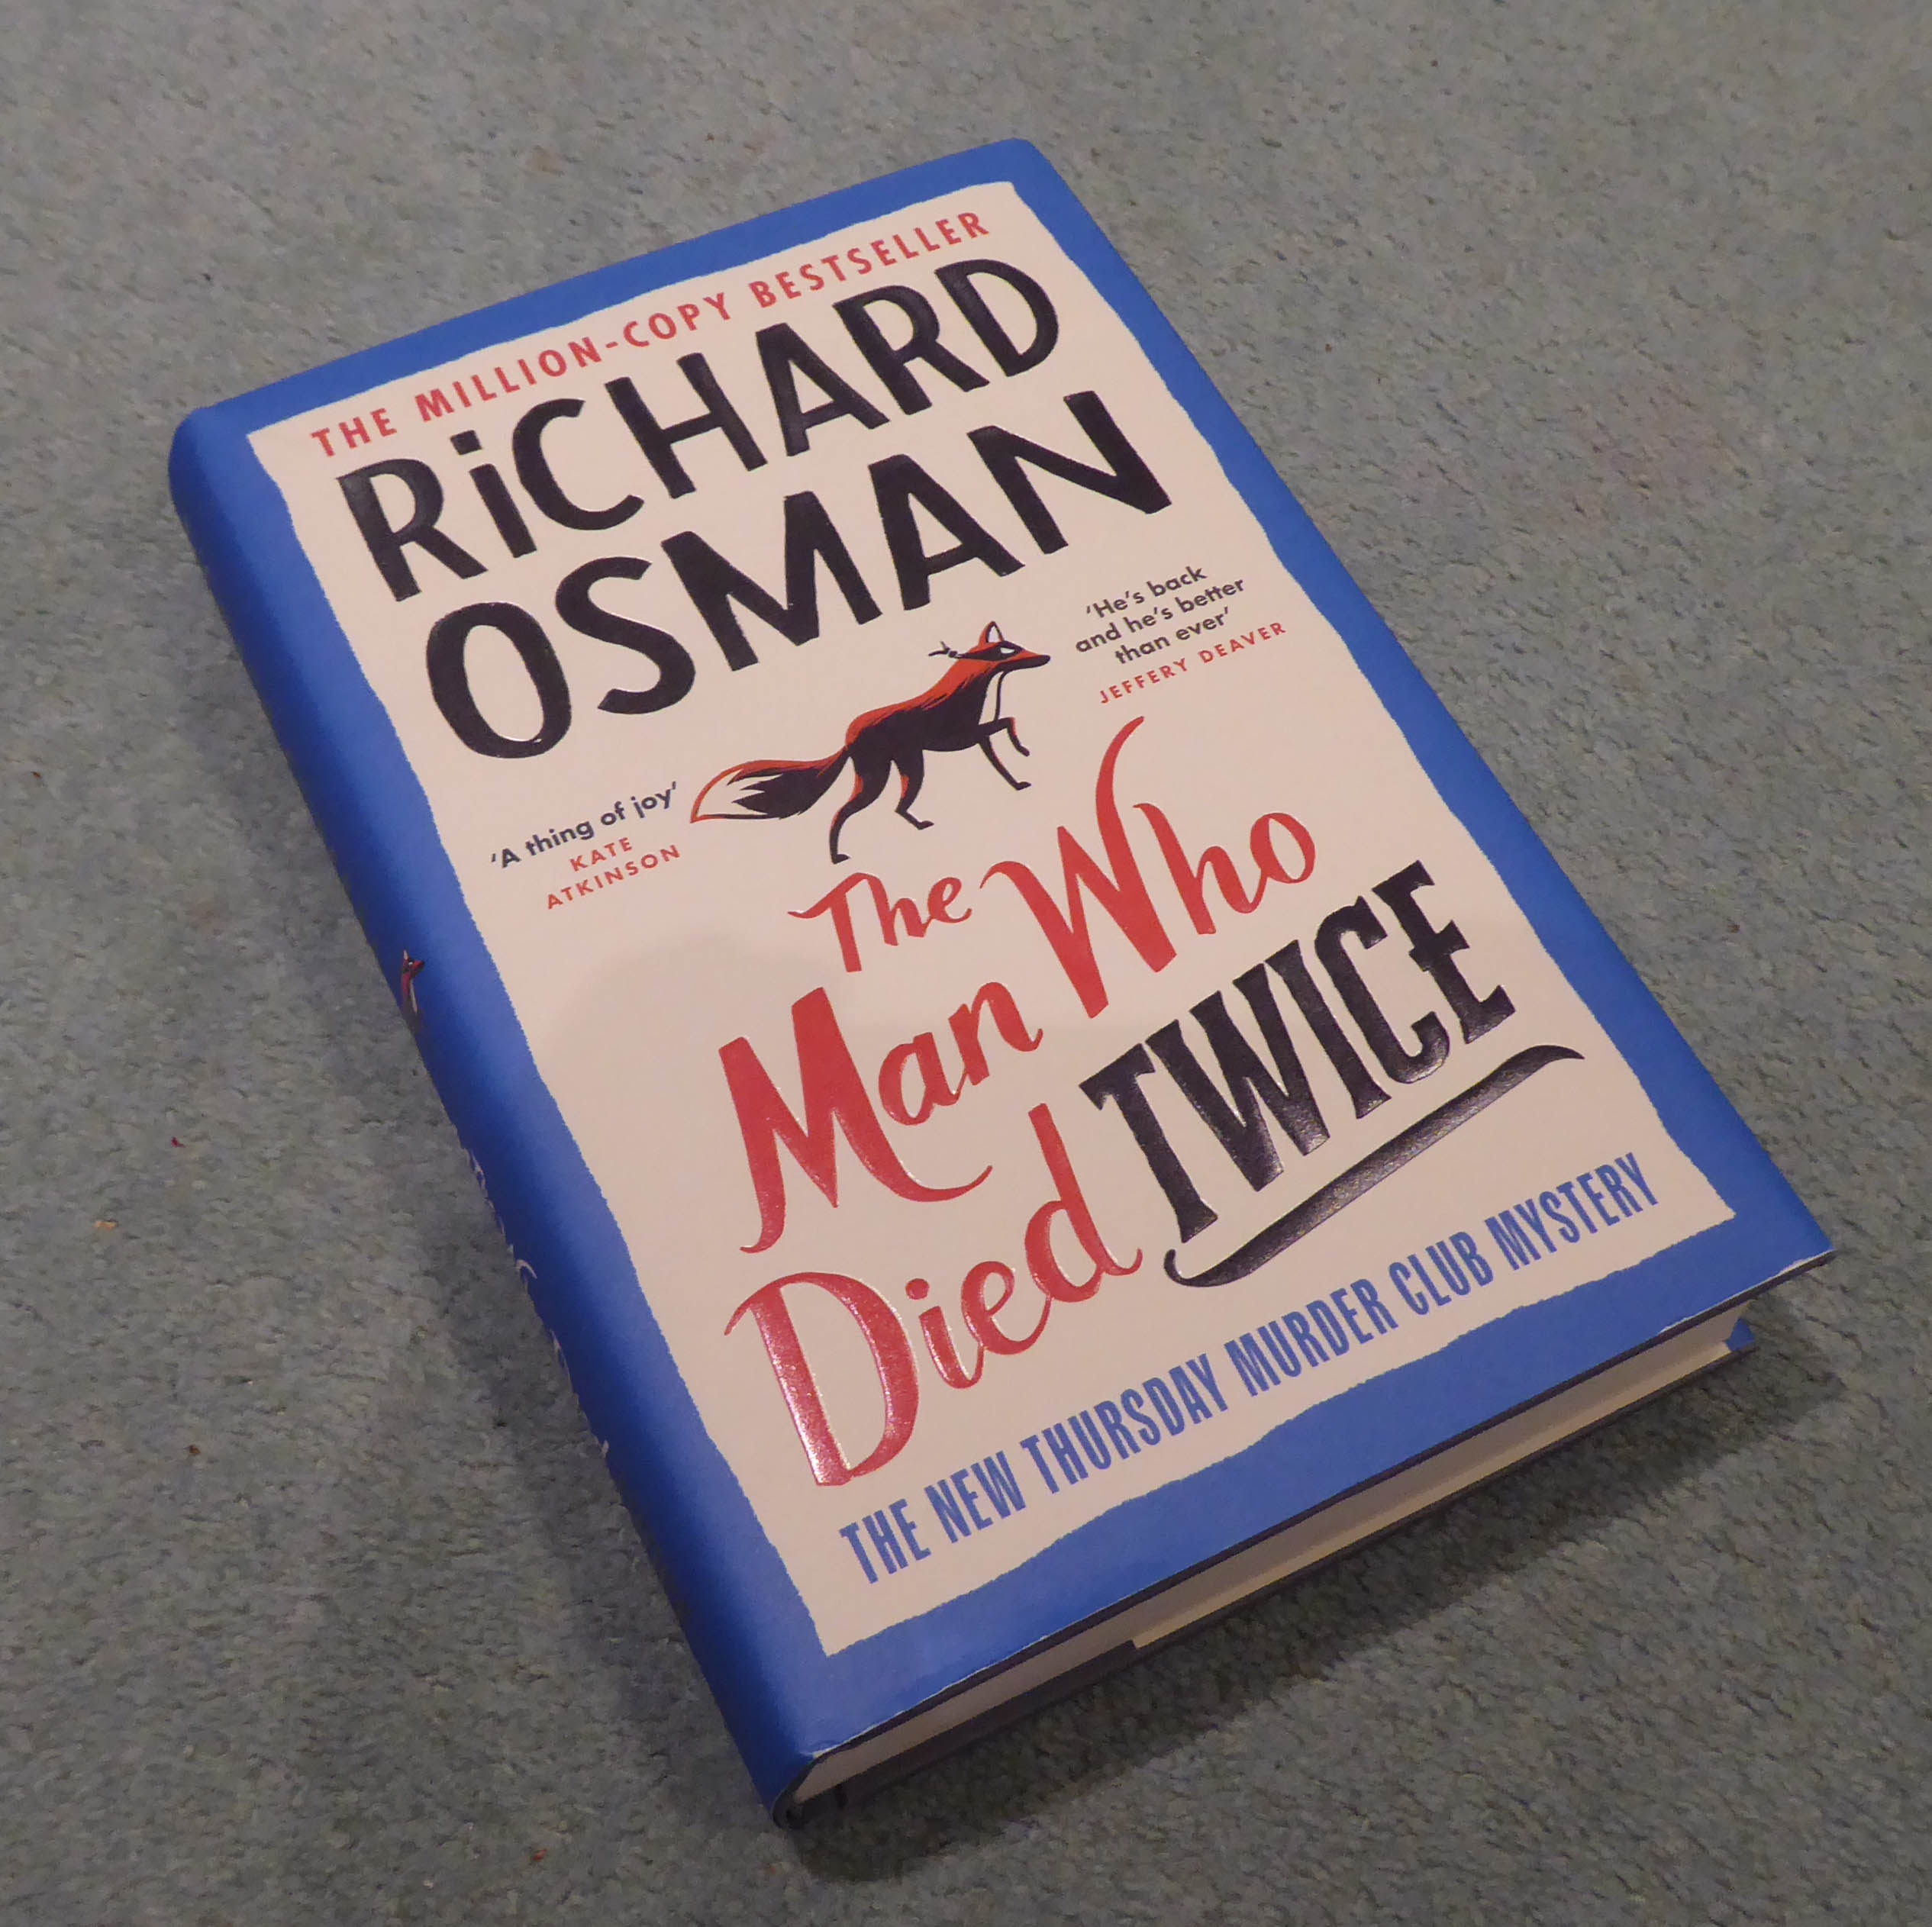 THE MILLION-COPY BESTSELLER
RiCHARD
OSMAN
'He's back
and he's better
than ever'
JEFFERY DEAVER
'A thing of joy'
KATE
ATKINSON
The
Man Who
Died TWICE
THE NEW THURSDAY MURDER CLUB MYSTERY